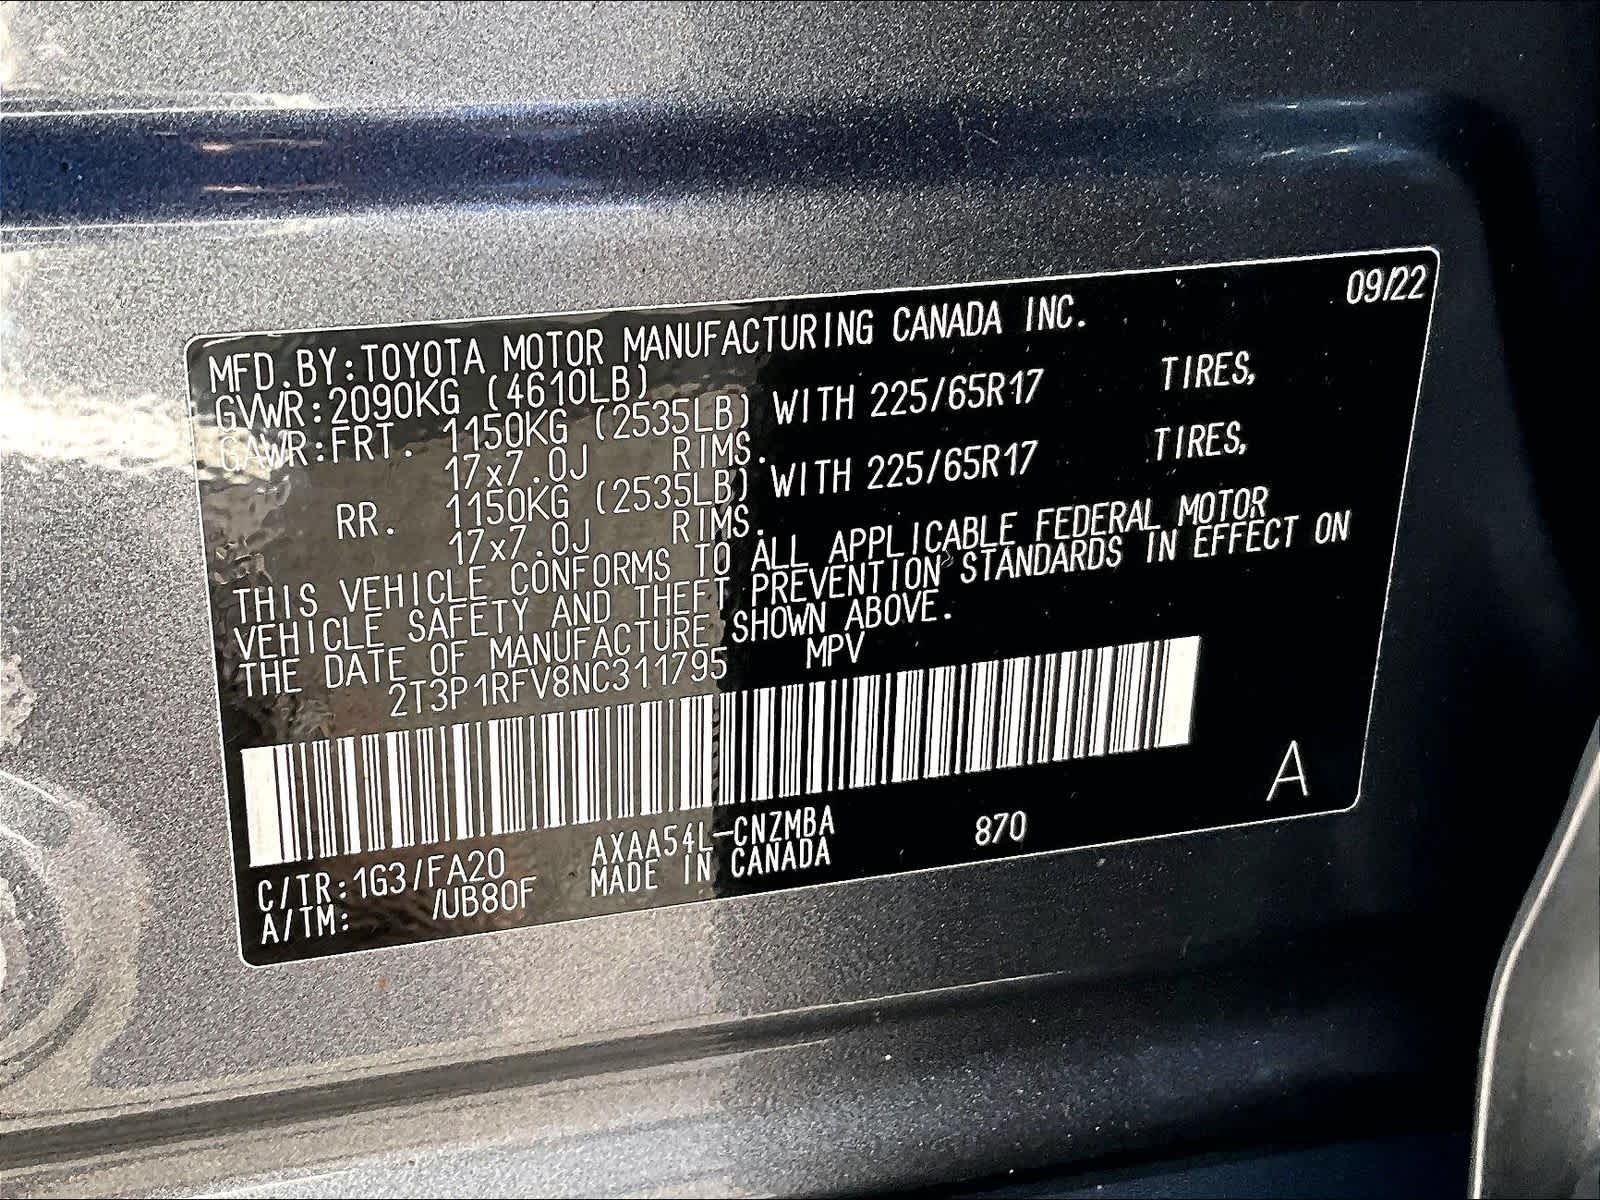 09/22
MFD.BY:TOYOTA MOTOR MANUFACTURING CANADA INC.
GVWR:2090KG (4610LB)
GAWR:FRT. 1150KG (2535LB) WITH 225/65R17 TIRES,
17x7.0J RIMS.
RR. 1150KG (2535LB) WITH 225/65R17 TIRES,
17x7.0J RIMS.
THIS VEHICLE CONFORMS TO ALL APPLICABLE FEDERAL MOTOR
VEHICLE SAFETY AND THEFT PREVENTION STANDARDS IN EFFECT ON
THE DATE OF MANUFACTURE SHOWN ABOVE.
2T3P1RFV8NC311795 MPV
A
C/TR:1G3/FA20 AXAA54L-CNZMBA 870
A/TM: /UB80F MADE IN CANADA